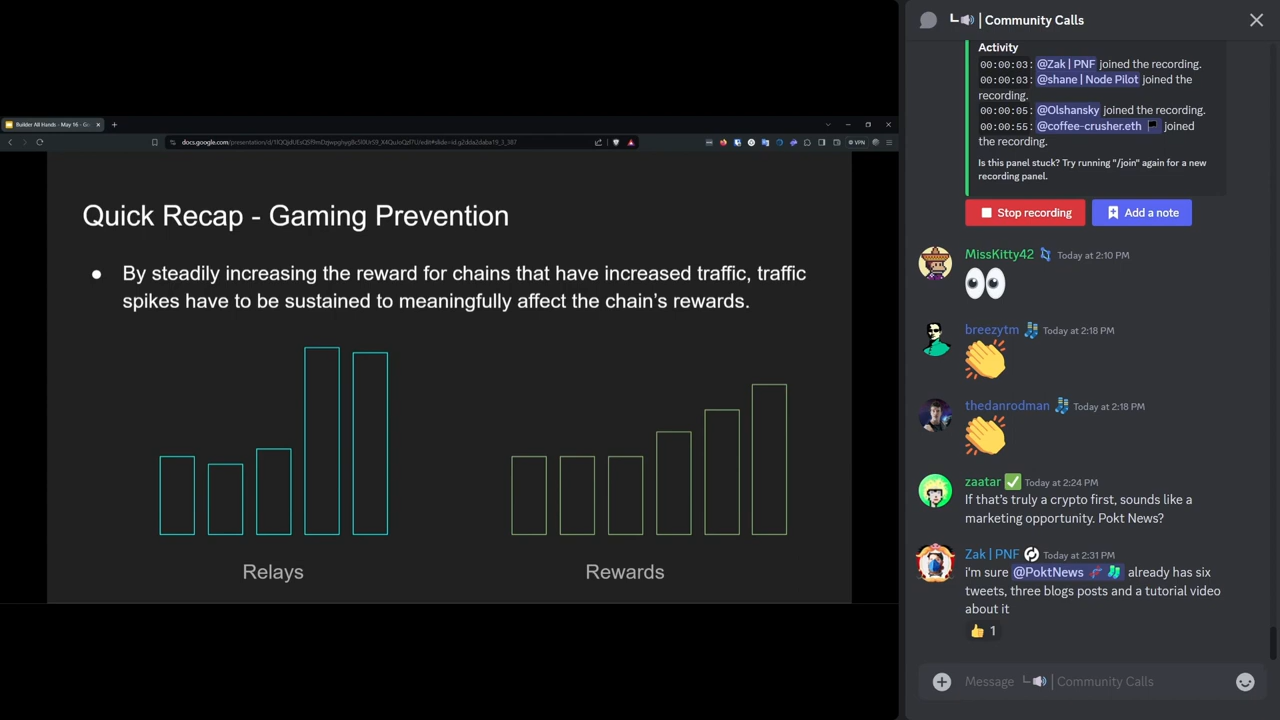 Builder All Hands - May 16 - Ge
docs.google.com
VPN
Quick Recap - Gaming Prevention
● By steadily increasing the reward for chains that have increased traffic, traffic
spikes have to be sustained to meaningfully affect the chain's rewards.
Relays
Rewards
Community Calls
Activity
00:00:03: @Zak | PNF joined the recording.
00:00:03: @shane | Node Pilot joined the
recording.
00:00:05: @Olshansky joined the recording.
00:00:55: @coffee-crusher.eth joined
the recording.
Is this panel stuck? Try running "/join" again for a new
recording panel.
Stop recording
Add a note
MissKitty42 Today at 2:10 PM
breezytm Today at 2:18 PM
thedanrodman Today at 2:18 PM
zaatar Today at 2:24 PM
If that's truly a crypto first, sounds like a
marketing opportunity. Pokt News?
Zak | PNF Today at 2:31 PM
i'm sure @PoktNews already has six
tweets, three blogs posts and a tutorial video
about it
1
Message Community Calls